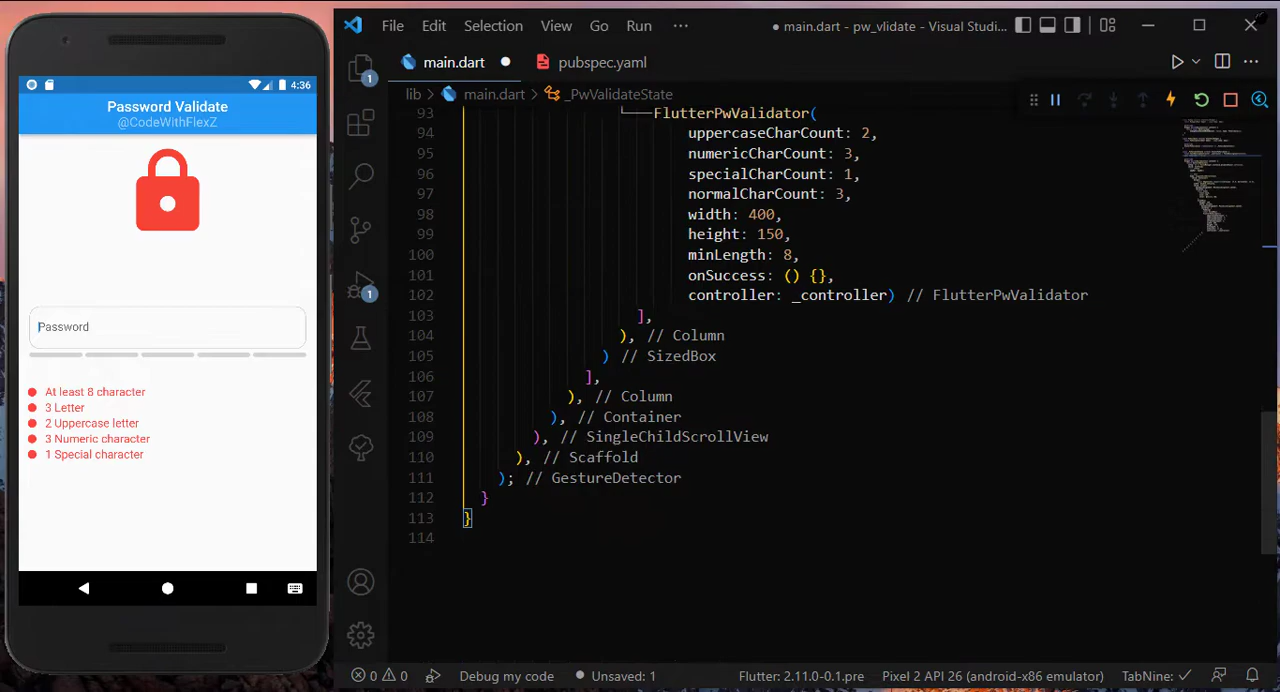 4:36
Password Validate
@CodeWithFlexZ
Password
At least 8 character
3 Letter
2 Uppercase letter
3 Numeric character
1 Special character
File Edit Selection View Go Run ···
● main.dart - pw_vlidate - Visual Studi...
main.dart ●
pubspec.yaml
lib > main.dart > _PwValidateState
1
1
93 FlutterPwValidator(
94 uppercaseCharCount: 2,
95 numericCharCount: 3,
96 specialCharCount: 1,
97 normalCharCount: 3,
98 width: 400,
99 height: 150,
100 minLength: 8,
101 onSuccess: () {},
102 controller: _controller) // FlutterPwValidator
103 ],
104 ), // Column
105 ) // SizedBox
106 ],
107 ), // Column
108 ), // Container
109 ), // SingleChildScrollView
110 ), // Scaffold
111 ); // GestureDetector
112 }
113 }
114
0 0 Debug my code ● Unsaved: 1 Flutter: 2.11.0-0.1.pre Pixel 2 API 26 (android-x86 emulator) TabNine: ✓